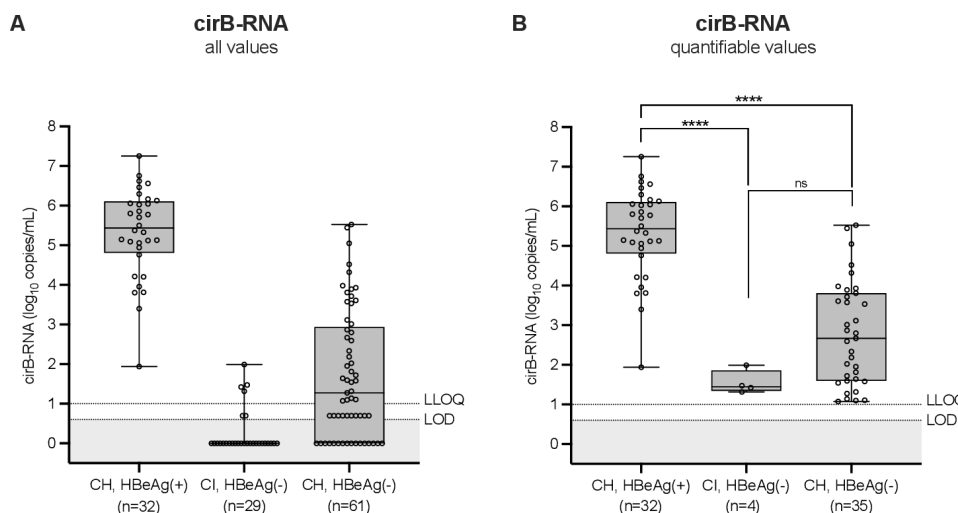 A
cirB-RNA
all values
cirB-RNA (log10 copies/mL)
8
7
6
5
4
3
2
1
0
LLOQ
LOD
CH, HBeAg(+)
(n=32)
CI, HBeAg(-)
(n=29)
CH, HBeAg(-)
(n=61)
B
cirB-RNA
quantifiable values
****
****
ns
cirB-RNA (log10 copies/mL)
8
7
6
5
4
3
2
1
0
LLOQ
LOD
CH, HBeAg(+)
(n=32)
CI, HBeAg(-)
(n=4)
CH, HBeAg(-)
(n=35)